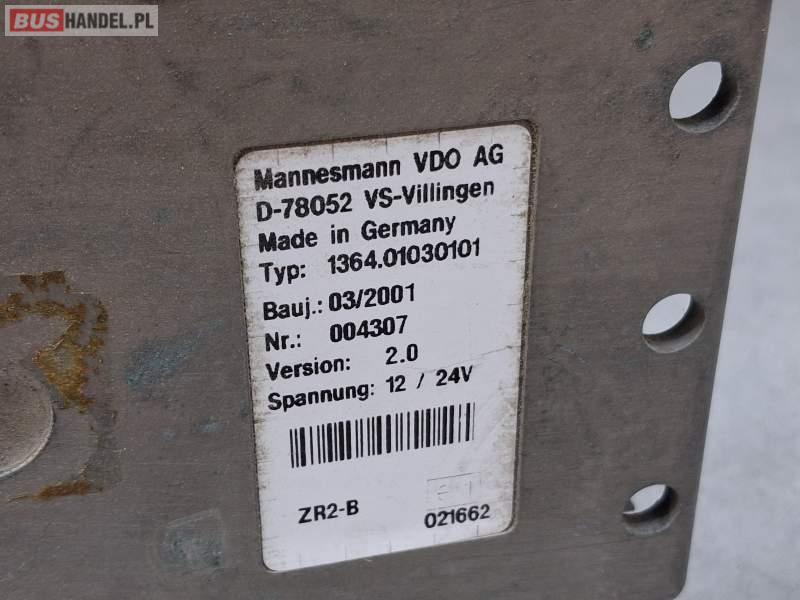 BUSHANDEL.PL
Mannesmann VDO AG
D-78052 VS-Villingen
Made in Germany
Typ: 1364.01030101
Bauj.: 03/2001
Nr.: 004307
Version: 2.0
Spannung: 12 / 24V
ZR2-B
e1
021662